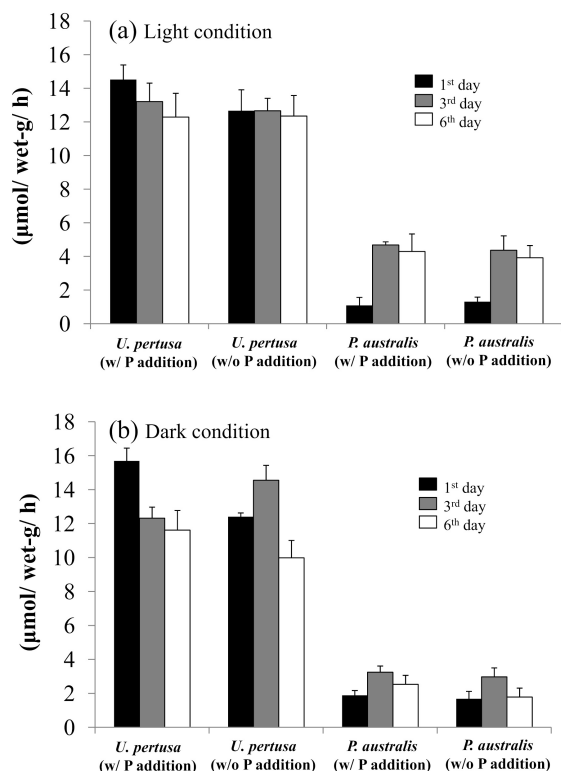 (a) Light condition
18
16
14
12
10
8
6
4
2
0
(μmol/ wet-g/ h)
1st day
3rd day
6th day
U. pertusa
(w/ P addition)
U. pertusa
(w/o P addition)
P. australis
(w/ P addition)
P. australis
(w/o P addition)
(b) Dark condition
18
16
14
12
10
8
6
4
2
0
(μmol/ wet-g/ h)
1st day
3rd day
6th day
U. pertusa
(w/ P addition)
U. pertusa
(w/o P addition)
P. australis
(w/ P addition)
P. australis
(w/o P addition)